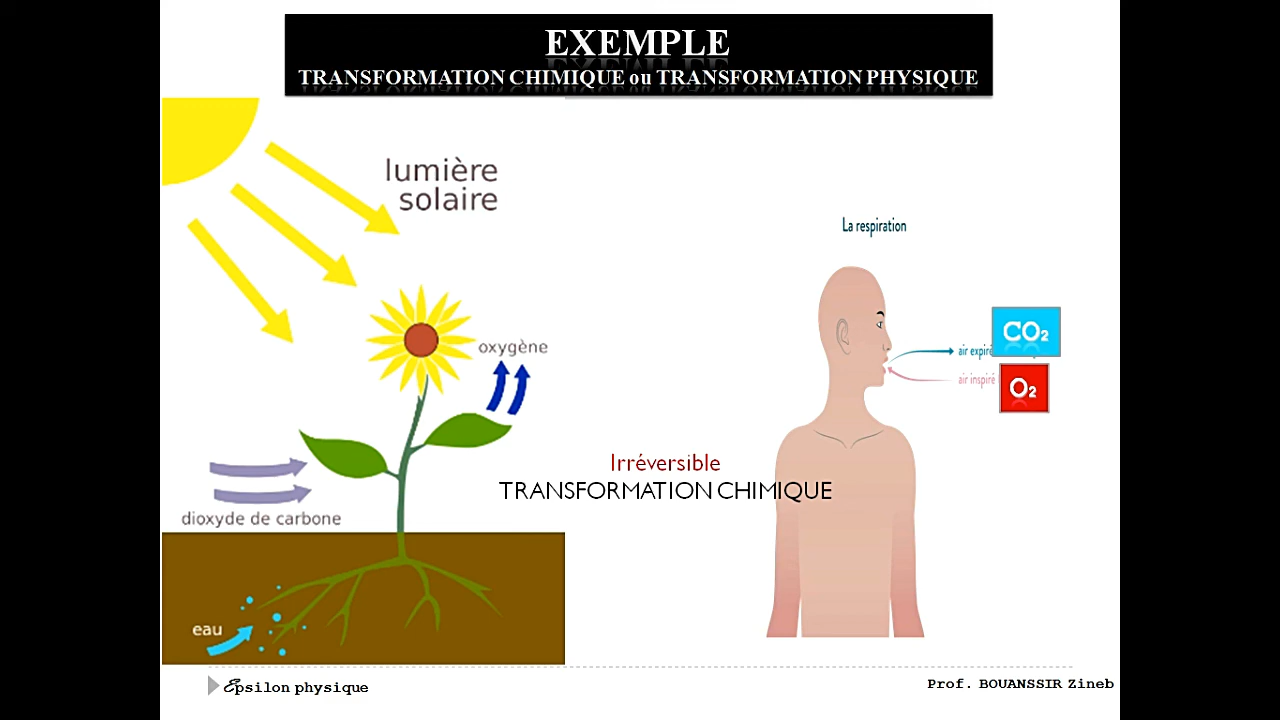 EXEMPLE
TRANSFORMATION CHIMIQUE ou TRANSFORMATION PHYSIQUE
lumière
solaire
La respiration
oxygène
CO₂
air expiré
air inspiré
O₂
Irréversible
TRANSFORMATION CHIMIQUE
dioxyde de carbone
eau
Epsilon physique
Prof. BOUANSSIR Zineb